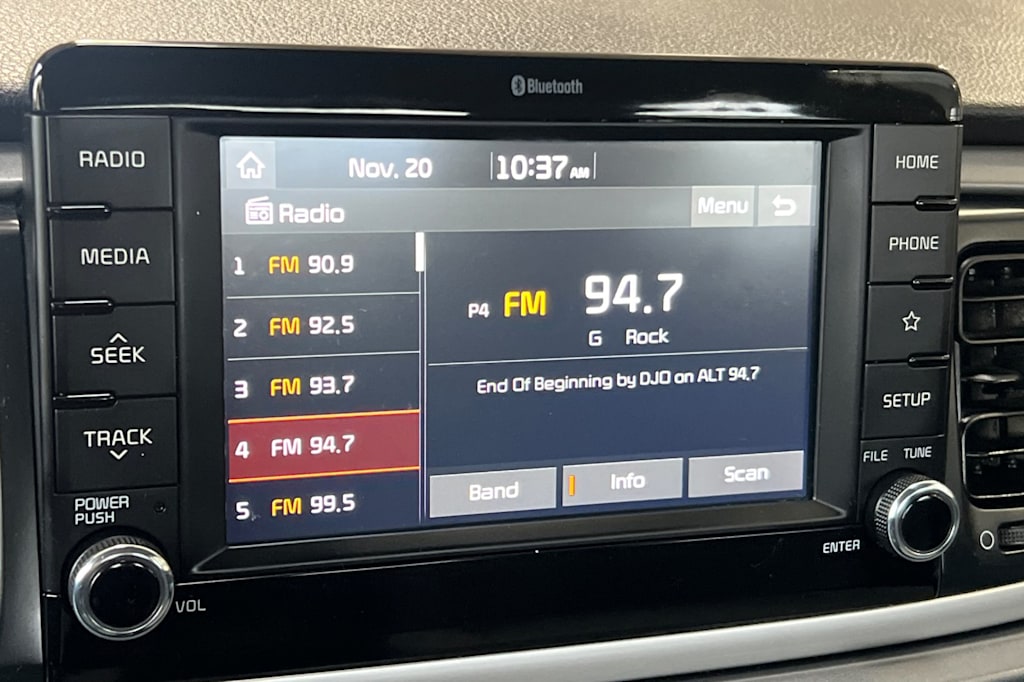 Bluetooth
RADIO
MEDIA
SEEK
TRACK
POWER
PUSH
VOL
Nov. 20 10:37 AM
Radio Menu
1 FM 90.9
2 FM 92.5
3 FM 93.7
4 FM 94.7
5 FM 99.5
P4 FM 94.7
G Rock
End Of Beginning by DJO on ALT 94.7
Band Info Scan
HOME
PHONE
SETUP
FILE TUNE
ENTER